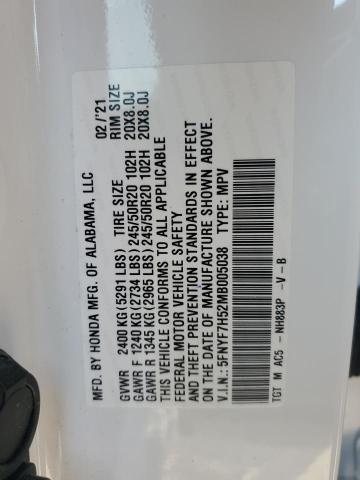 MFD. BY HONDA MFG. OF ALABAMA, LLC 02/'21
GVWR 2400 KG(5291 LBS) TIRE SIZE RIM SIZE
GAWR F 1240 KG(2734 LBS)245/50R20 102H 20X8.0J
GAWR R 1345 KG(2965 LBS)245/50R20 102H 20X8.0J
THIS VEHICLE CONFORMS TO ALL APPLICABLE
FEDERAL MOTOR VEHICLE SAFETY
AND THEFT PREVENTION STANDARDS IN EFFECT
ON THE DATE OF MANUFACTURE SHOWN ABOVE.
V.I.N.: 5FNYF7H52MB005038 TYPE: MPV
TGT M AC5 -NH883P -V-B